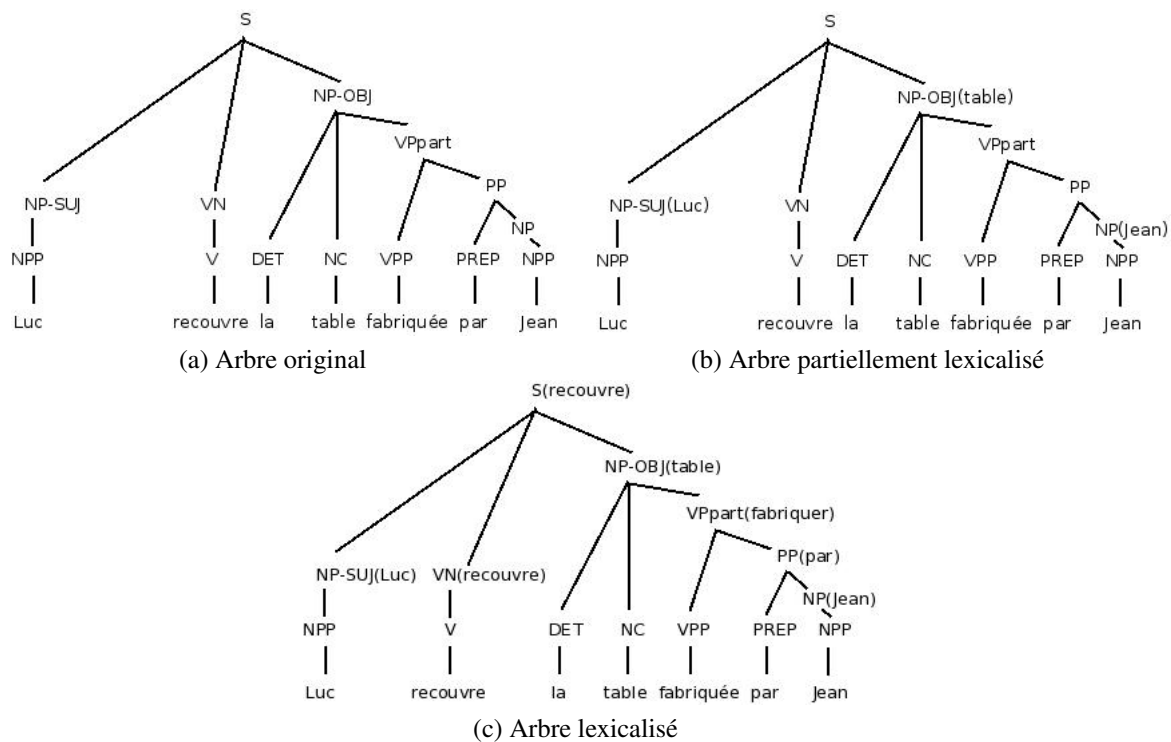 S S
NP-OBJ NP-OBJ(table)
VPpart VPpart
PP PP
NP-SUJ VN NP NP-SUJ(Luc) VN NP(Jean)
NPP V DET NC VPP PREP NPP NPP V DET NC VPP PREP NPP
Luc recouvre la table fabriquée par Jean Luc recouvre la table fabriquée par Jean
(a) Arbre original (b) Arbre partiellement lexicalisé
S(recouvre)
NP-OBJ(table)
VPpart(fabriquer)
PP(par)
NP-SUJ(Luc) VN(recouvre)
NP(Jean)
NPP V DET NC VPP PREP NPP
Luc recouvre la table fabriquée par Jean
(c) Arbre lexicalisé